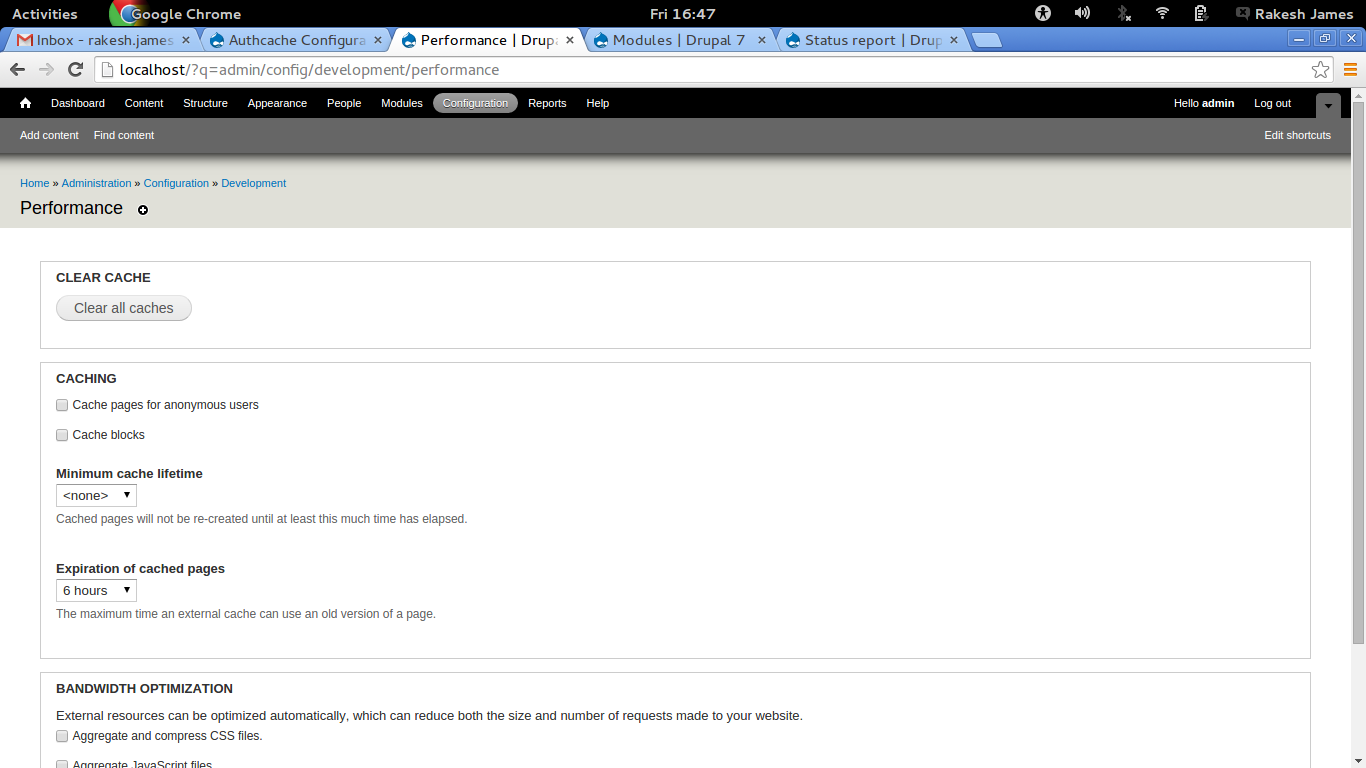 Activities Google Chrome Fri 16:47 Rakesh James
Inbox - rakesh.james Authcache Configura Performance | Drupa Modules | Drupal 7 Status report | Drup
localhost/?q=admin/config/development/performance
Dashboard Content Structure Appearance People Modules Configuration Reports Help Hello admin Log out
Add content Find content Edit shortcuts
Home » Administration » Configuration » Development
Performance
CLEAR CACHE
Clear all caches
CACHING
Cache pages for anonymous users
Cache blocks
Minimum cache lifetime
<none>
Cached pages will not be re-created until at least this much time has elapsed.
Expiration of cached pages
6 hours
The maximum time an external cache can use an old version of a page.
BANDWIDTH OPTIMIZATION
External resources can be optimized automatically, which can reduce both the size and number of requests made to your website.
Aggregate and compress CSS files.
Aggregate JavaScript files